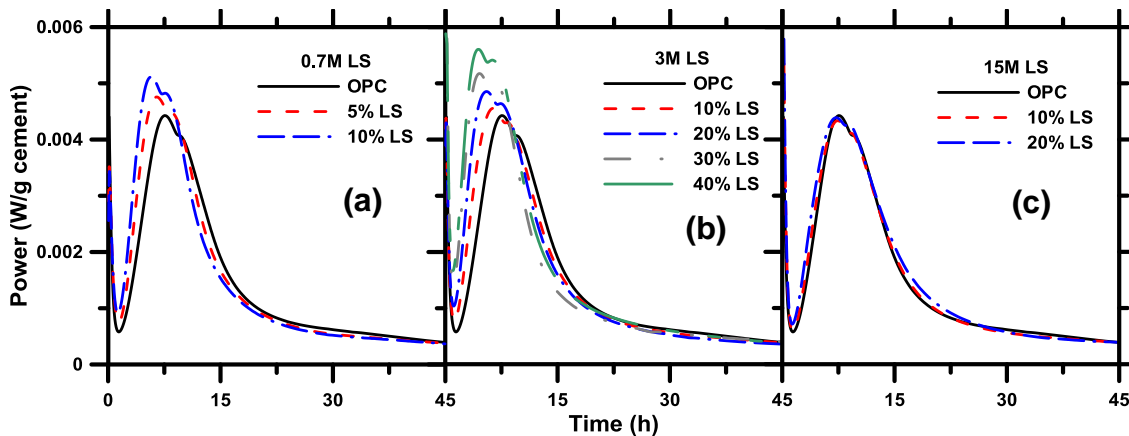 0.006
0.004
0.002
0
Power (W/g cement)
0.7M LS
OPC
5% LS
10% LS
(a)
3M LS
OPC
10% LS
20% LS
30% LS
40% LS
(b)
15M LS
OPC
10% LS
20% LS
(c)
0 15 30 45 15 30 45 15 30 45
Time (h)